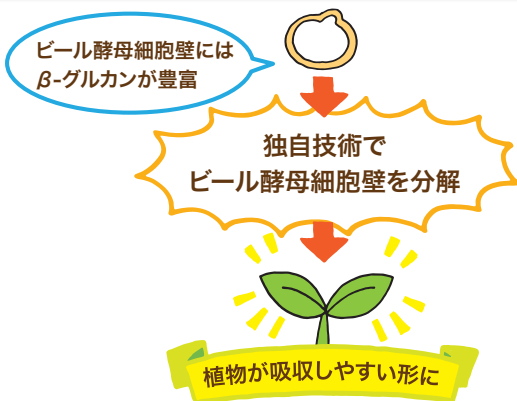 ビール酵母細胞壁には
β-グルカンが豊富
独自技術で
ビール酵母細胞壁を分解
植物が吸収しやすい形に